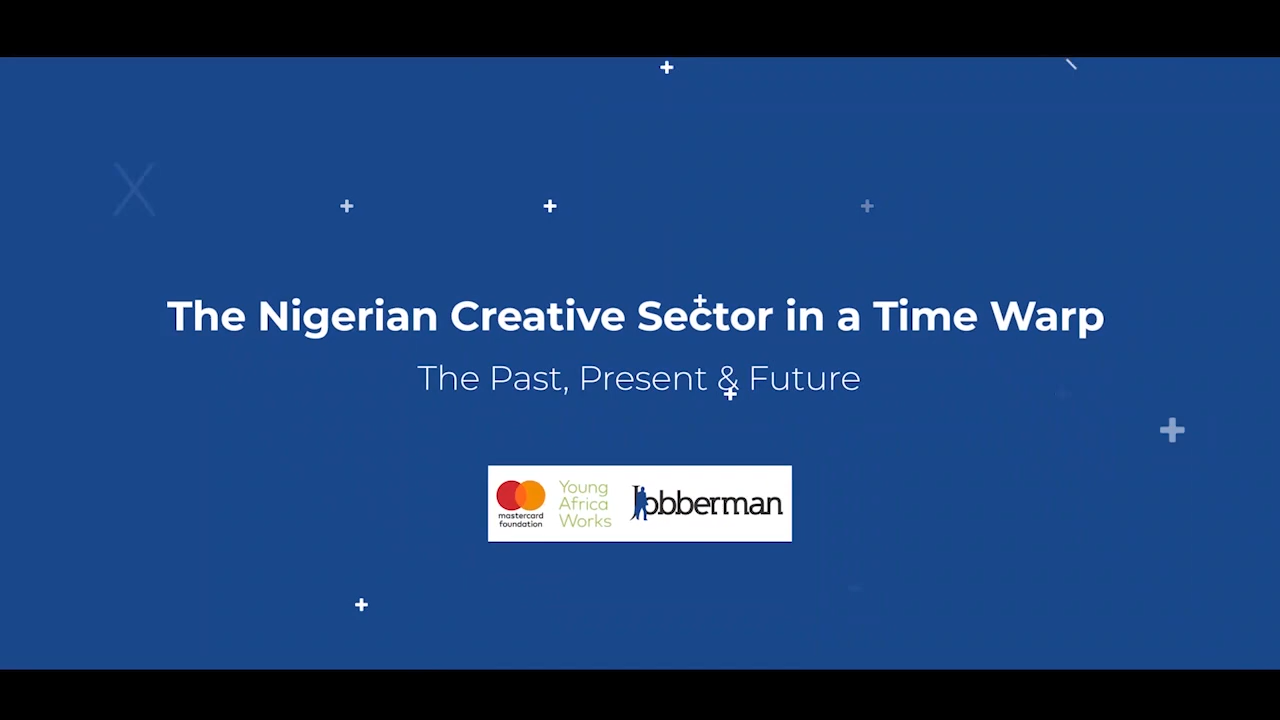 The Nigerian Creative Sector in a Time Warp
The Past, Present & Future
mastercard
foundation
Young
Africa
Works
Jobberman